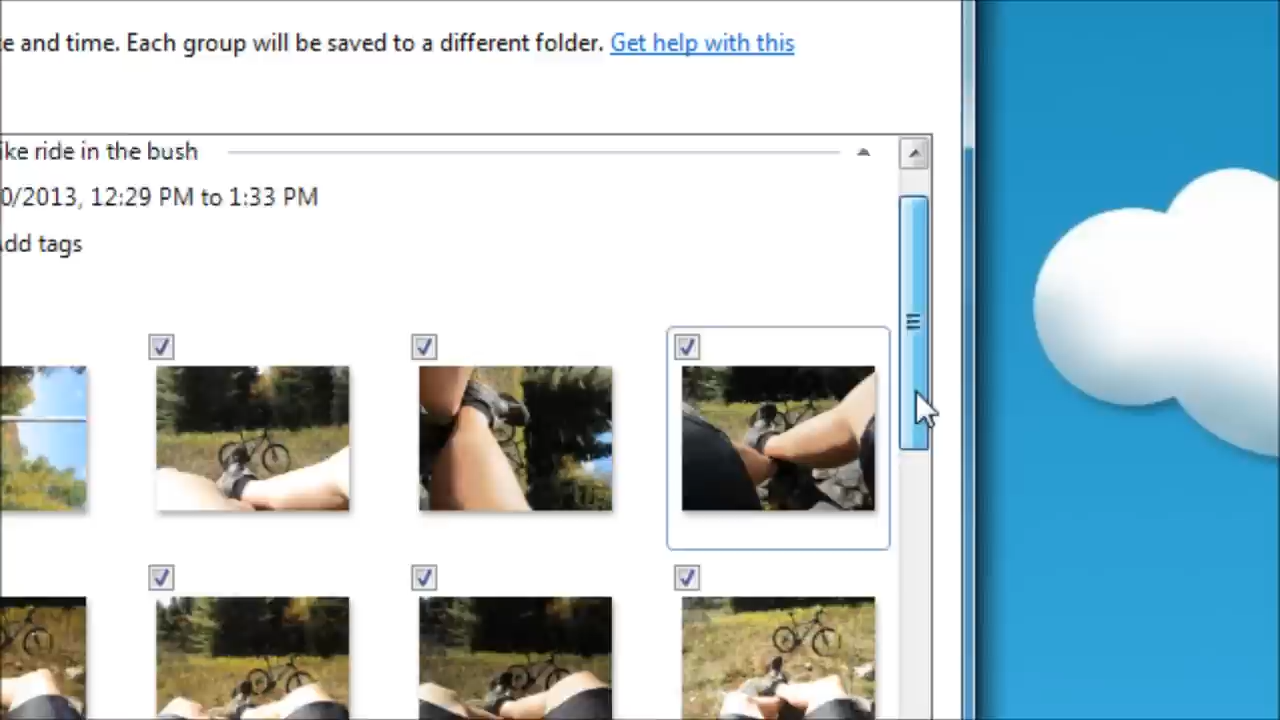 e and time. Each group will be saved to a different folder. Get help with this
ike ride in the bush
0/2013, 12:29 PM to 1:33 PM
dd tags